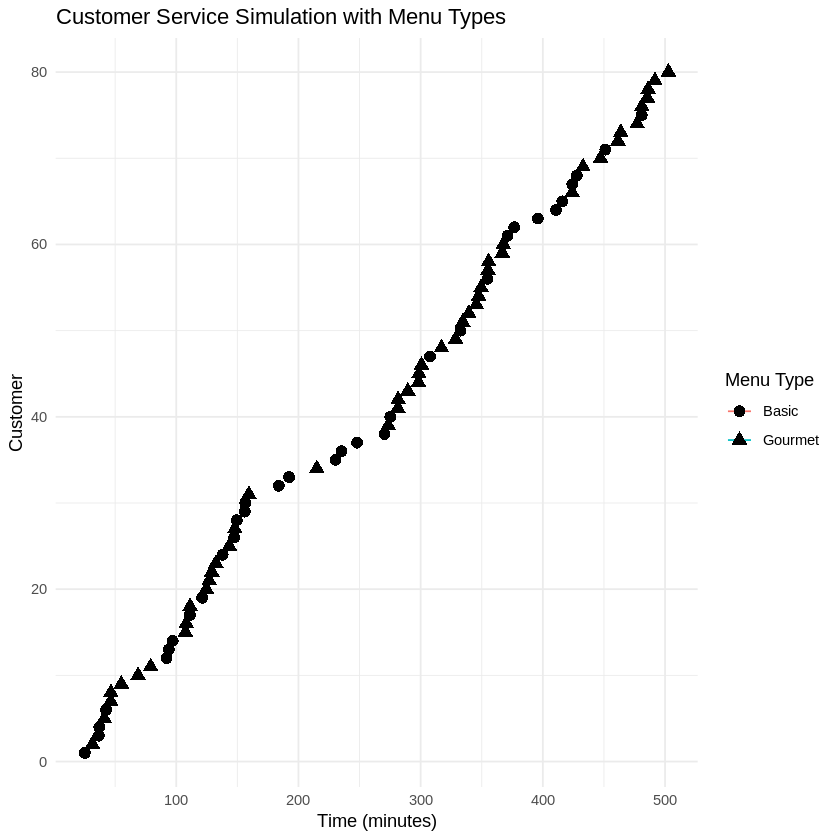 Customer Service Simulation with Menu Types
80
60
40
20
0
Customer
100 200 300 400 500
Time (minutes)
Menu Type
Basic
Gourmet